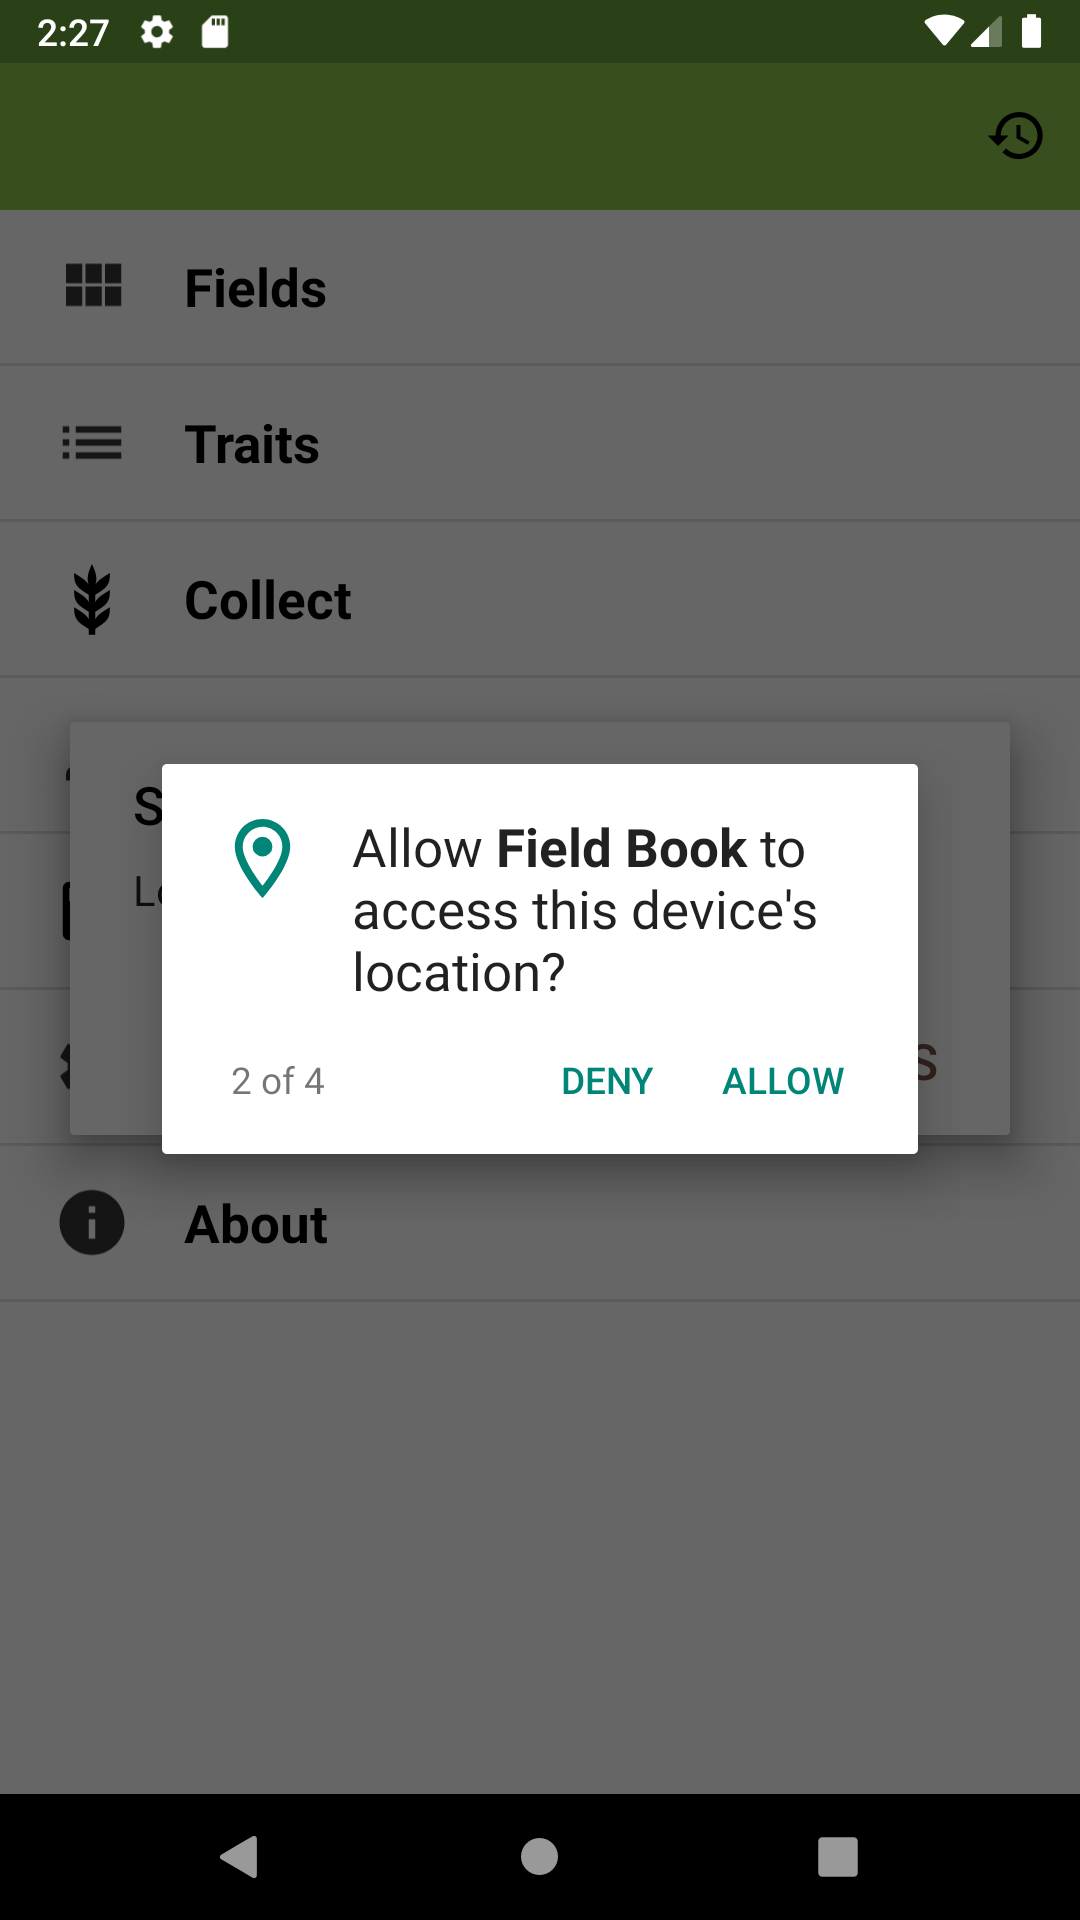 2:27
Fields
Traits
Collect
Allow Field Book to
access this device's
location?
2 of 4
DENY
ALLOW
About